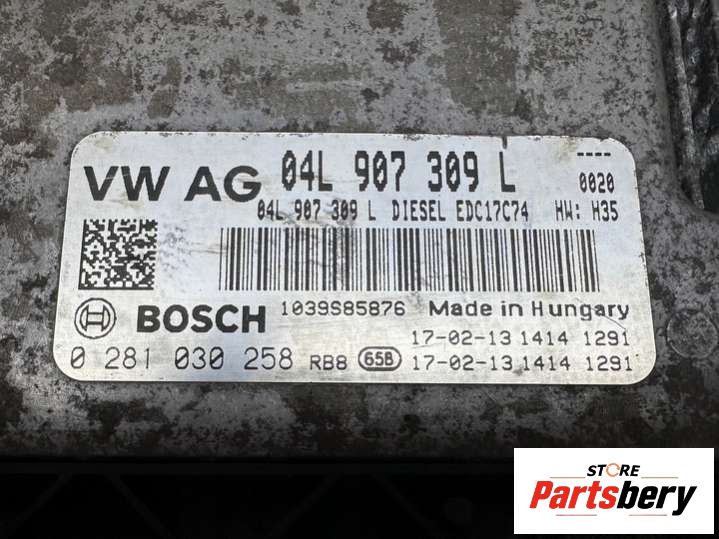 VW AG 04L 907 309 L ----
0020
04L 907 309 L DIESEL EDC17C74 HW: H35
BOSCH 1039S85876 Made in Hungary
17-02-13 1414 1291
0 281 030 258 RB8 65B 17-02-13 1414 1291
STORE
Partsbery